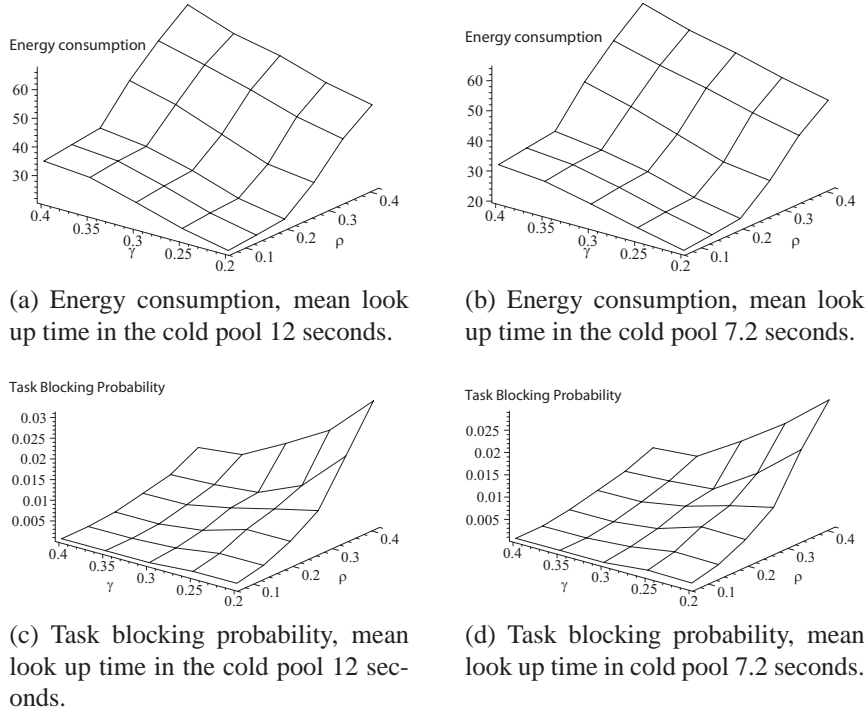 Energy consumption
60
50
40
30
0.4
0.35
0.3
γ
0.25
0.2
0.1
0.2
0.3
ρ
0.4
(a) Energy consumption, mean look
up time in the cold pool 12 seconds.
Energy consumption
60
50
40
30
20
0.4
0.35
0.3
γ
0.25
0.2
0.1
0.2
0.3
ρ
0.4
(b) Energy consumption, mean look
up time in the cold pool 7.2 seconds.
Task Blocking Probability
0.03
0.025
0.02
0.015
0.01
0.005
0.4
0.35
0.3
γ
0.25
0.2
0.1
0.2
0.3
ρ
0.4
(c) Task blocking probability, mean
look up time in the cold pool 12 sec-
onds.
Task Blocking Probability
0.025
0.02
0.015
0.01
0.005
0.4
0.35
0.3
γ
0.25
0.2
0.1
0.2
0.3
ρ
0.4
(d) Task blocking probability, mean
look up time in cold pool 7.2 seconds.